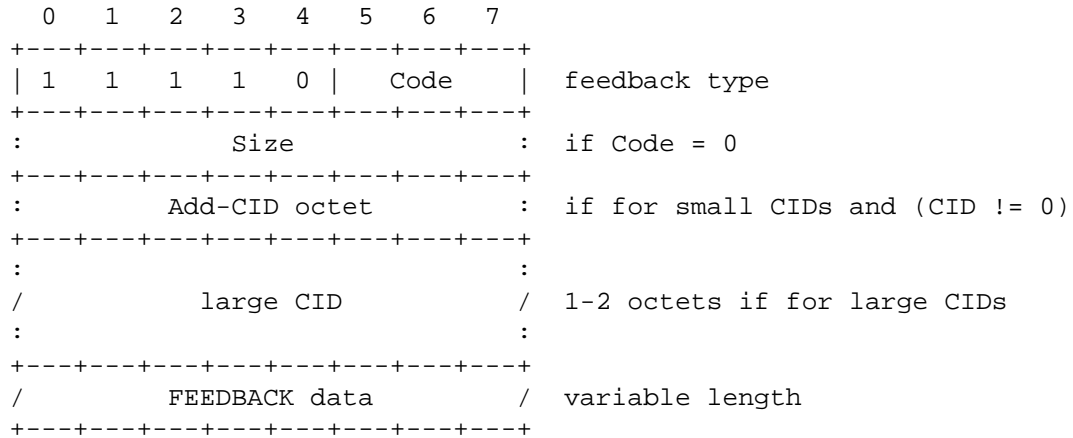 0   1   2   3   4   5   6   7
+---+---+---+---+---+---+---+---+
| 1   1   1   1   0 |   Code    |  feedback type
+---+---+---+---+---+---+---+---+
:             Size              :  if Code = 0
+---+---+---+---+---+---+---+---+
:         Add-CID octet         :  if for small CIDs and (CID != 0)
+---+---+---+---+---+---+---+---+
:                               :
/           large CID           /  1-2 octets if for large CIDs
:                               :
+---+---+---+---+---+---+---+---+
/         FEEDBACK data         /  variable length
+---+---+---+---+---+---+---+---+